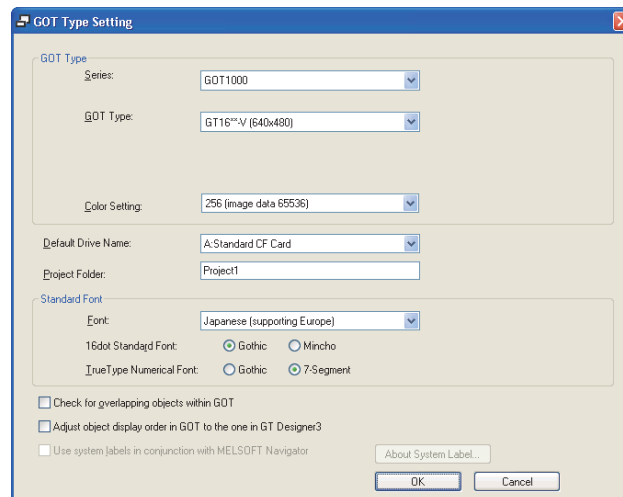 GOT Type Setting
GOT Type
Series: GOT1000
GOT Type: GT16**-V (640x480)
Color Setting: 256 (image data 65536)
Default Drive Name: A:Standard CF Card
Project Folder: Project1
Standard Font
Font: Japanese (supporting Europe)
16dot Standard Font: Gothic Mincho
TrueType Numerical Font: Gothic 7-Segment
Check for overlapping objects within GOT
Adjust object display order in GOT to the one in GT Designer3
Use system labels in conjunction with MELSOFT Navigator About System Label...
OK Cancel